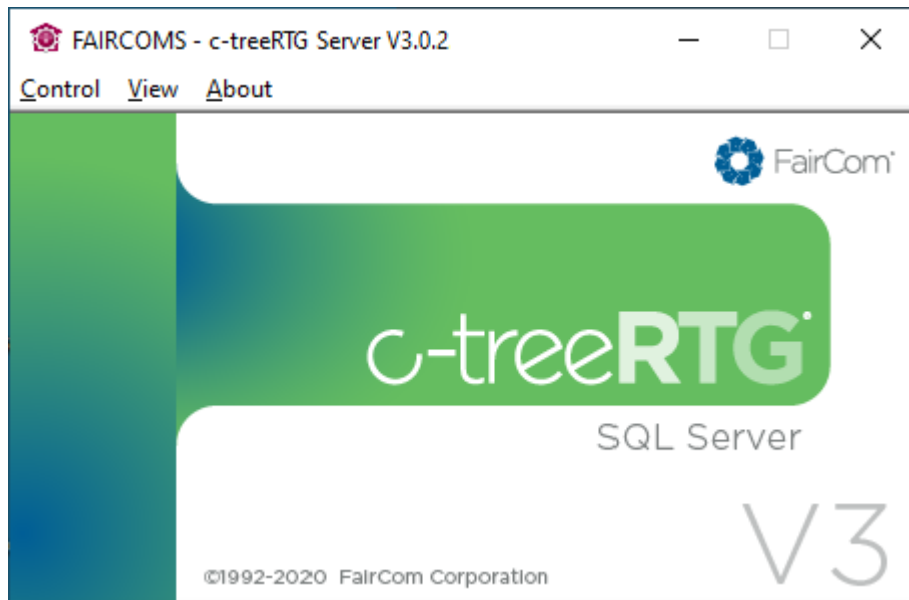 FAIRCOMS - c-treeRTG Server V3.0.2
Control View About
FairCom
c-treeRTG
SQL Server
V3
©1992-2020 FairCom Corporation